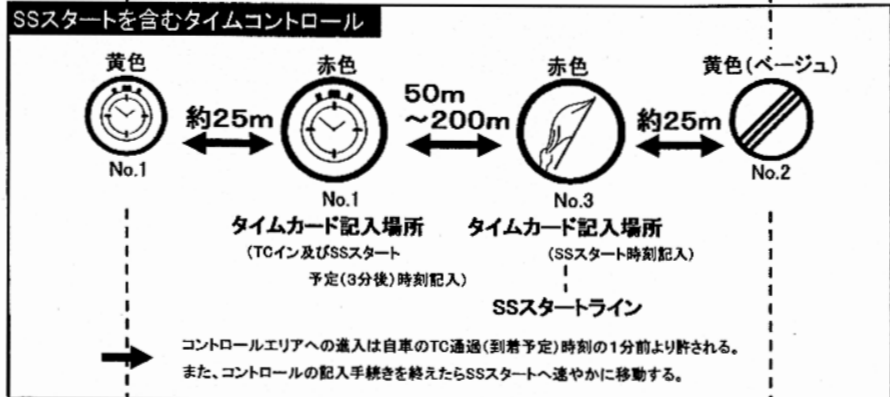 SSスタートを含むタイムコントロール
黄色
赤色
赤色
黄色(ベージュ)
約25m
50m
~200m
約25m
No.1
No.1
No.3
No.2
タイムカード記入場所
タイムカード記入場所
(TCイン及びSSスタート
予定(3分後)時刻記入)
(SSスタート時刻記入)
SSスタートライン
コントロールエリアへの進入は自車のTC通過(到着予定)時刻の1分前より許される。
また、コントロールの記入手続きを終えたらSSスタートへ速やかに移動する。